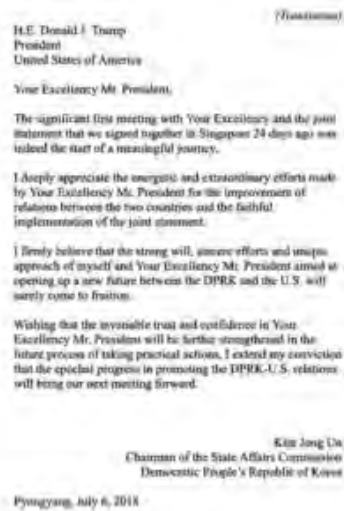 (Translation)
H.E. Donald J. Trump
President
United States of America
Your Excellency Mr. President,
The significant first meeting with Your Excellency and the joint
statement that we signed together in Singapore 24 days ago was
indeed the start of a meaningful journey.
I deeply appreciate the energetic and extraordinary efforts made
by Your Excellency Mr. President for the improvement of
relations between the two countries and the faithful
implementation of the joint statement.
I firmly believe that the strong will, sincere efforts and unique
approach of myself and Your Excellency Mr. President aimed at
opening up a new future between the DPRK and the U.S. will
surely come to fruition.
Wishing that the invariable trust and confidence in Your
Excellency Mr. President will be further strengthened in the
future process of taking practical actions, I extend my conviction
that the epochal progress in promoting the DPRK-U.S. relations
will bring our next meeting forward.
Kim Jong Un
Chairman of the State Affairs Commission
Democratic People's Republic of Korea
Pyongyang, July 6, 2018